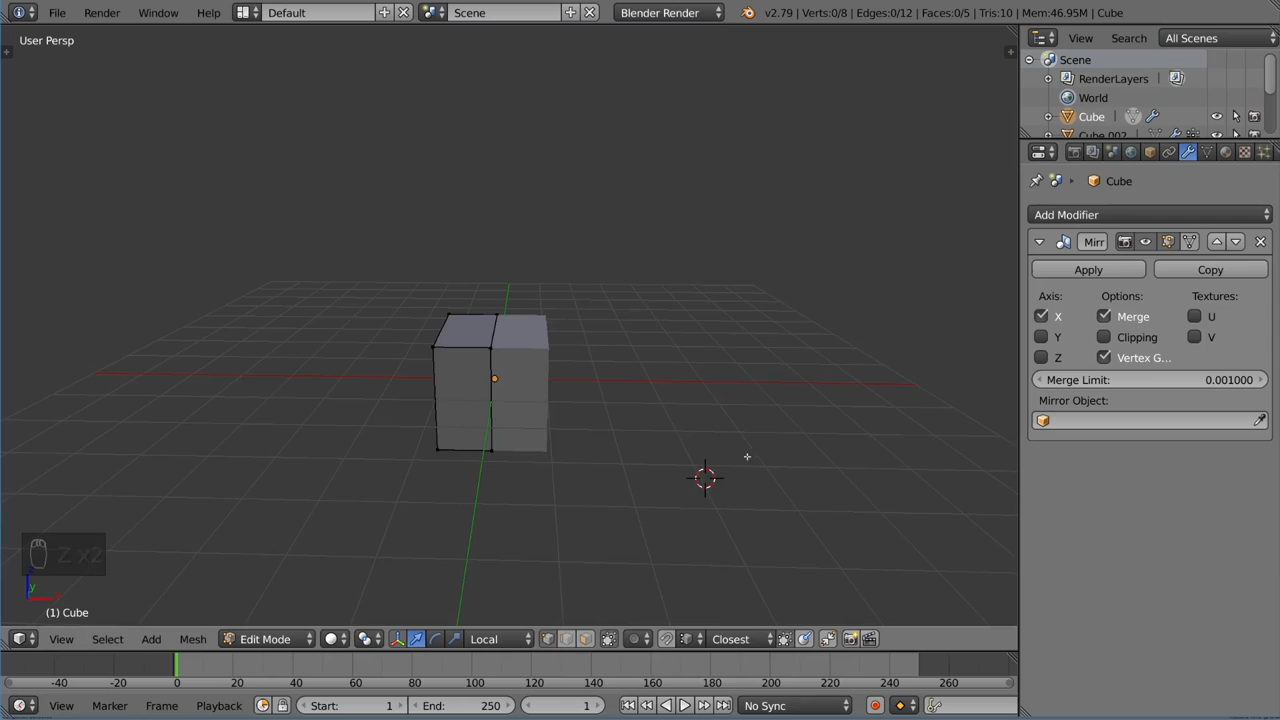 File Render Window Help Default Scene Blender Render v2.79 | Verts:0/8 | Edges:0/12 | Faces:0/5 | Tris:10 | Mem:46.95M | Cube
User Persp
View Search All Scenes
Scene
RenderLayers
World
Cube
Cube.002
Cube
Add Modifier
Mirr
Apply Copy
Axis: Options: Textures:
X Merge U
Y Clipping V
Z Vertex G...
Merge Limit: 0.001000
Mirror Object:
Z x2
y
(1) Cube
View Select Add Mesh Edit Mode Local Closest
-40 -20 0 20 40 60 80 100 120 140 160 180 200 220 240 260
View Marker Frame Playback Start: 1 End: 250 1 No Sync